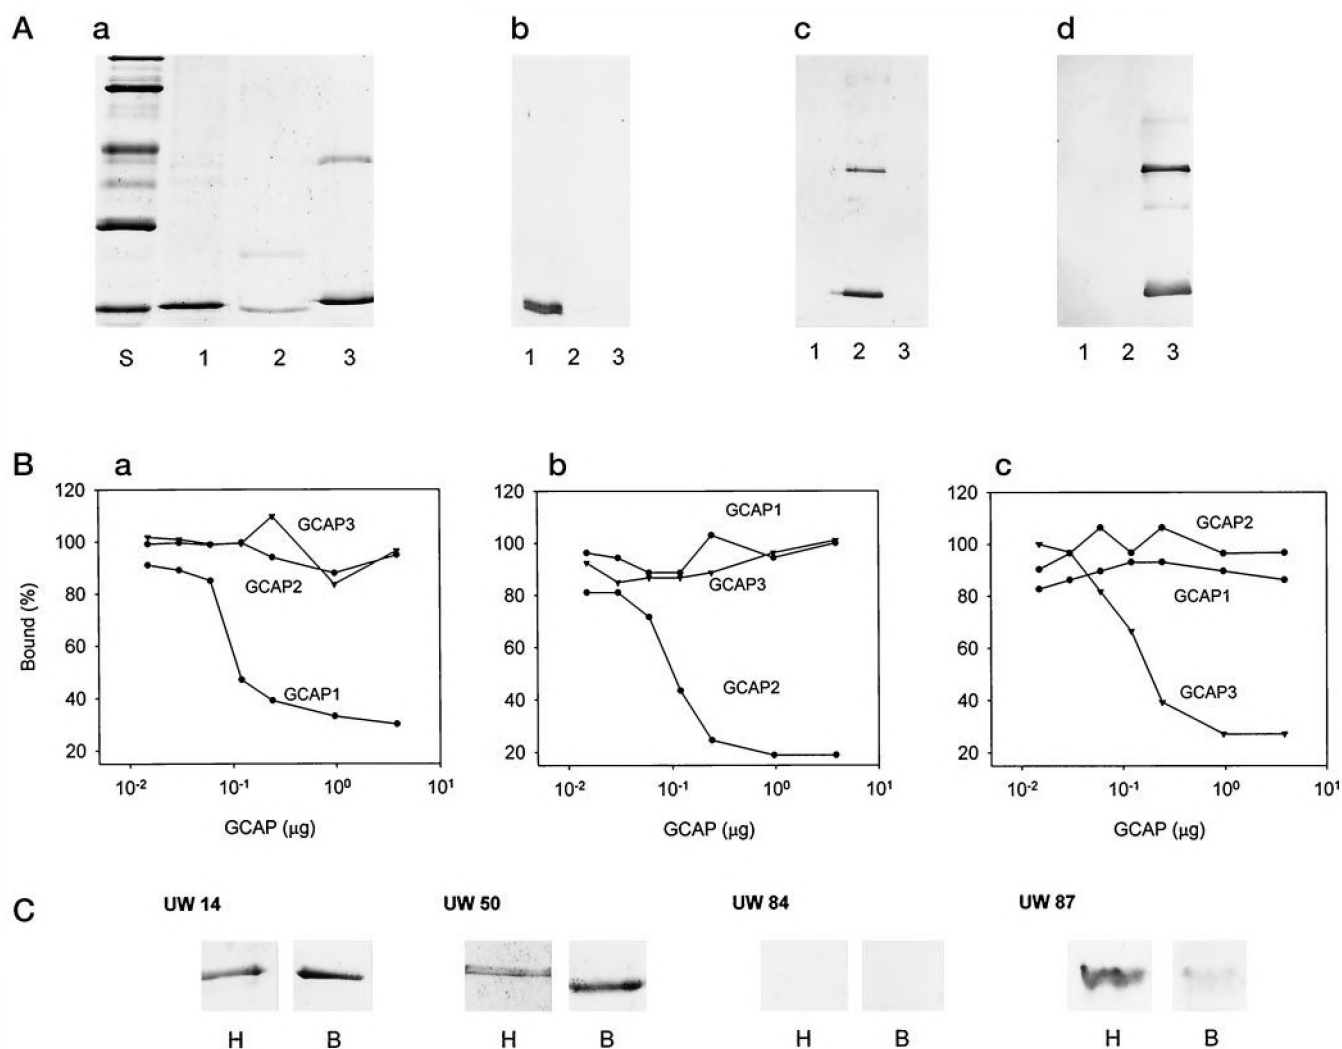 A a b c d
S 1 2 3 1 2 3 1 2 3 1 2 3
B a b c
120 120 120
100 100 100
80 80 80
60 60 60
40 40 40
20 20 20
Bound (%)
GCAP3 GCAP2 GCAP1
GCAP1 GCAP3 GCAP2
GCAP2 GCAP1 GCAP3
10⁻² 10⁻¹ 10⁰ 10¹ 10⁻² 10⁻¹ 10⁰ 10¹ 10⁻² 10⁻¹ 10⁰ 10¹
GCAP (µg) GCAP (µg) GCAP (µg)
C UW 14 UW 50 UW 84 UW 87
H B H B H B H B